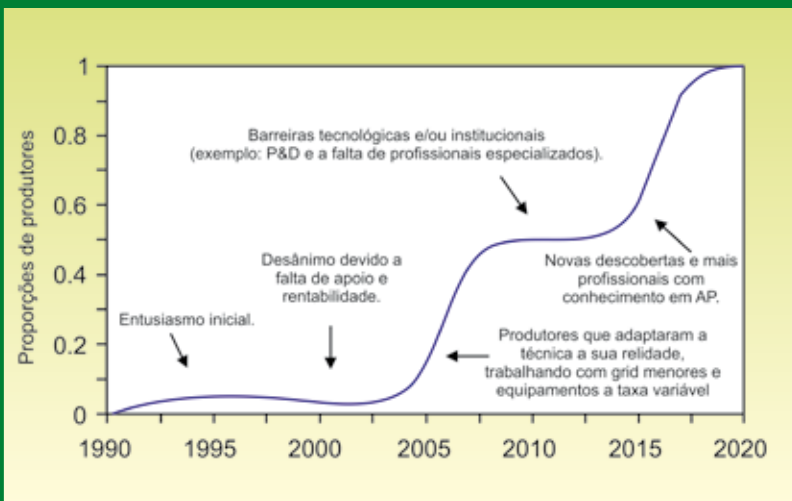 Proporções de produtores
1
0.8
0.6
0.4
0.2
0
Barreiras tecnológicas e/ou institucionais
(exemplo: P&D e a falta de profissionais especializados).
Desânimo devido a
falta de apoio e
rentabilidade.
Entusiasmo inicial.
Novas descobertas e mais
profissionais com
conhecimento em AP.
Produtores que adaptaram a
técnica a sua relidade,
trabalhando com grid menores e
equipamentos a taxa variável
1990 1995 2000 2005 2010 2015 2020